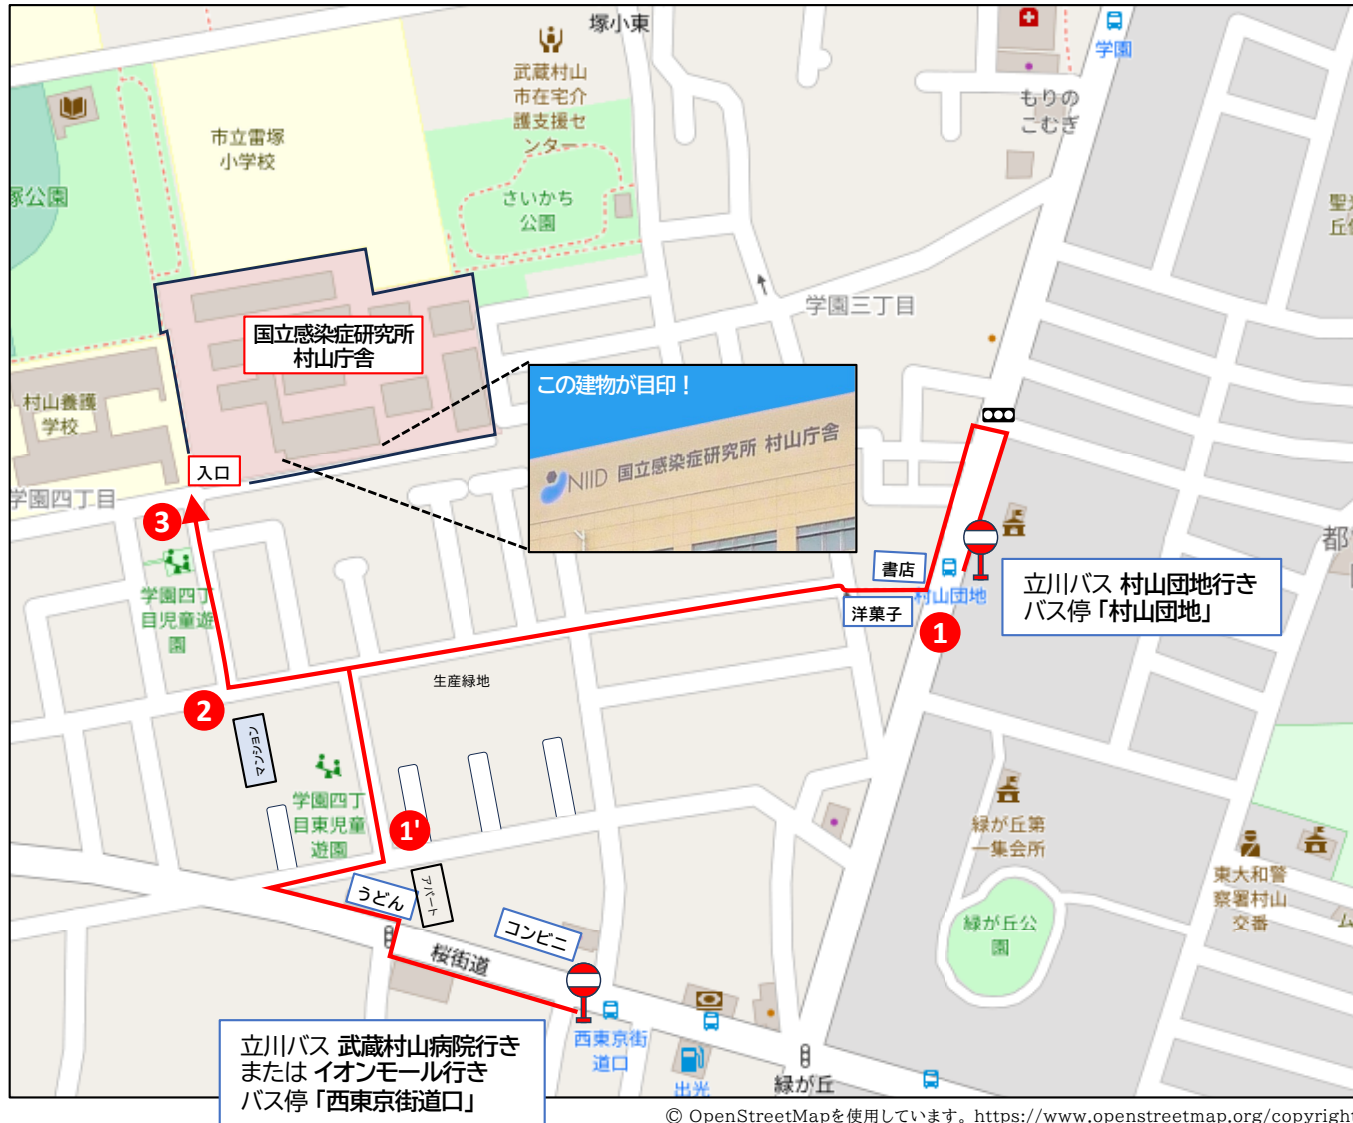 塚小東
学園
武蔵村山
市在宅介
護支援セ
ンター
もりの
こむぎ
市立雷塚
小学校
塚公園
さいかち
公園
学園三丁目
国立感染症研究所
村山庁舎
この建物が目印！
NIID 国立感染症研究所 村山庁舎
村山養護
学校
入口
学園四丁目
3
学園四丁
目児童遊
園
書店
村山団地
洋菓子
1
立川バス 村山団地行き
バス停「村山団地」
生産緑地
2
マンション
学園四丁
目東児童
遊園
1'
緑が丘第
一集会所
東大和警
察署村山
交番
緑が丘公
園
うどん
アパート
コンビニ
桜街道
西東京街
道口
出光
緑が丘
立川バス 武蔵村山病院行き
または イオンモール行き
バス停「西東京街道口」
© OpenStreetMapを使用しています。https://www.openstreetmap.org/copyright